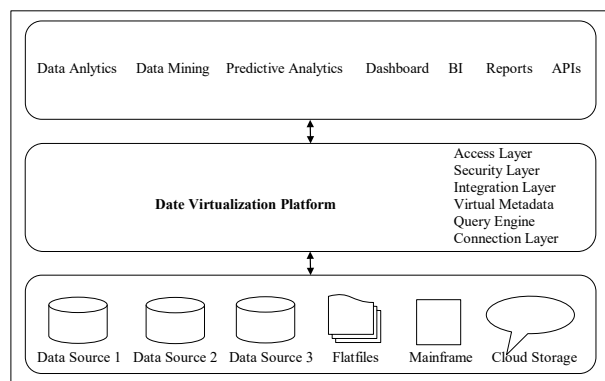 Data Anlytics Data Mining Predictive Analytics Dashboard BI Reports APIs
Access Layer
Security Layer
Integration Layer
Date Virtualization Platform Virtual Metadata
Query Engine
Connection Layer
Data Source 1 Data Source 2 Data Source 3 Flatfiles Mainframe Cloud Storage